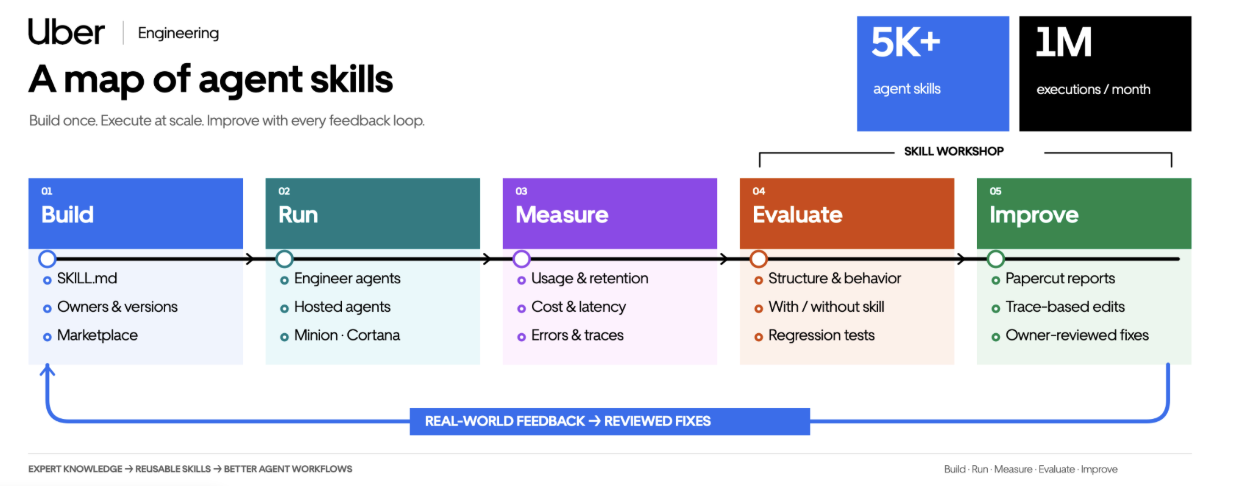 Uber | Engineering
A map of agent skills
Build once. Execute at scale. Improve with every feedback loop.
5K+
agent skills
1M
executions / month
SKILL WORKSHOP
01
Build
SKILL.md
Owners & versions
Marketplace
02
Run
Engineer agents
Hosted agents
Minion · Cortana
03
Measure
Usage & retention
Cost & latency
Errors & traces
04
Evaluate
Structure & behavior
With / without skill
Regression tests
05
Improve
Papercut reports
Trace-based edits
Owner-reviewed fixes
REAL-WORLD FEEDBACK → REVIEWED FIXES
EXPERT KNOWLEDGE → REUSABLE SKILLS → BETTER AGENT WORKFLOWS
Build · Run · Measure · Evaluate · Improve